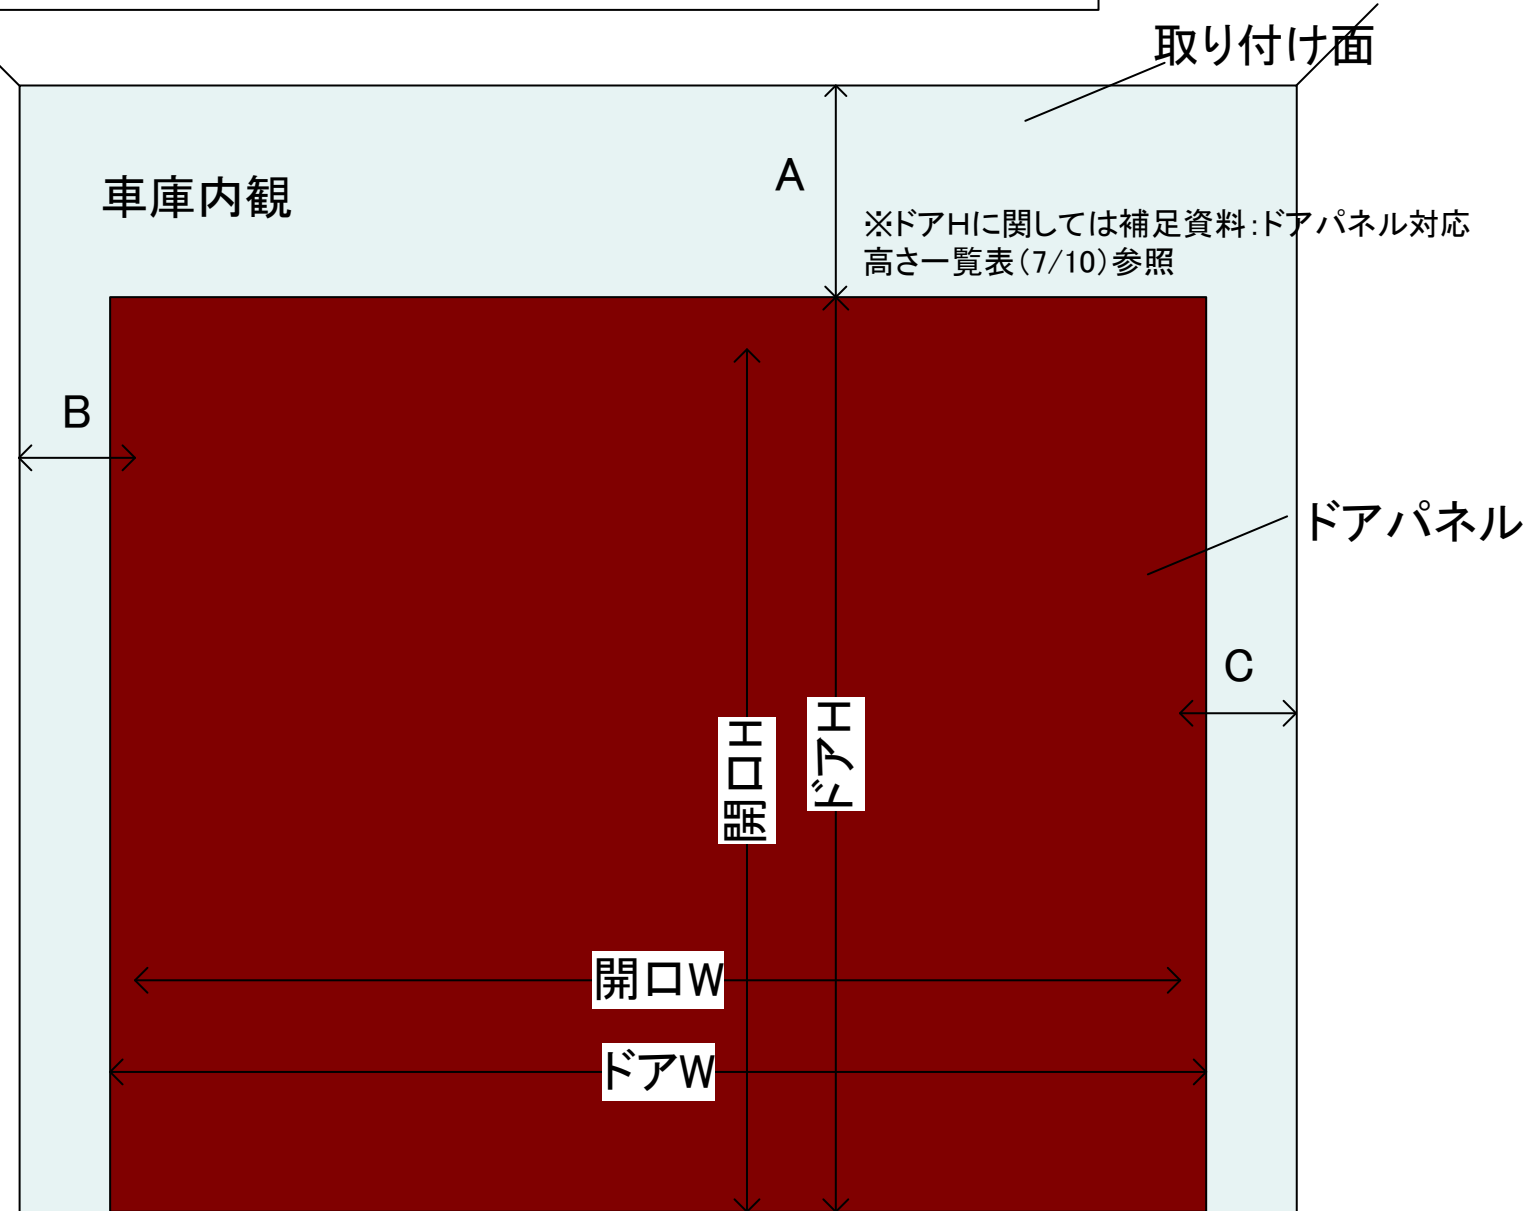 取り付け面
車庫内観
A
※ドアHに関しては補足資料:ドアパネル対応
高さ一覧表(7/10)参照
B
ドアパネル
C
開口H
ドアH
開口W
ドアW